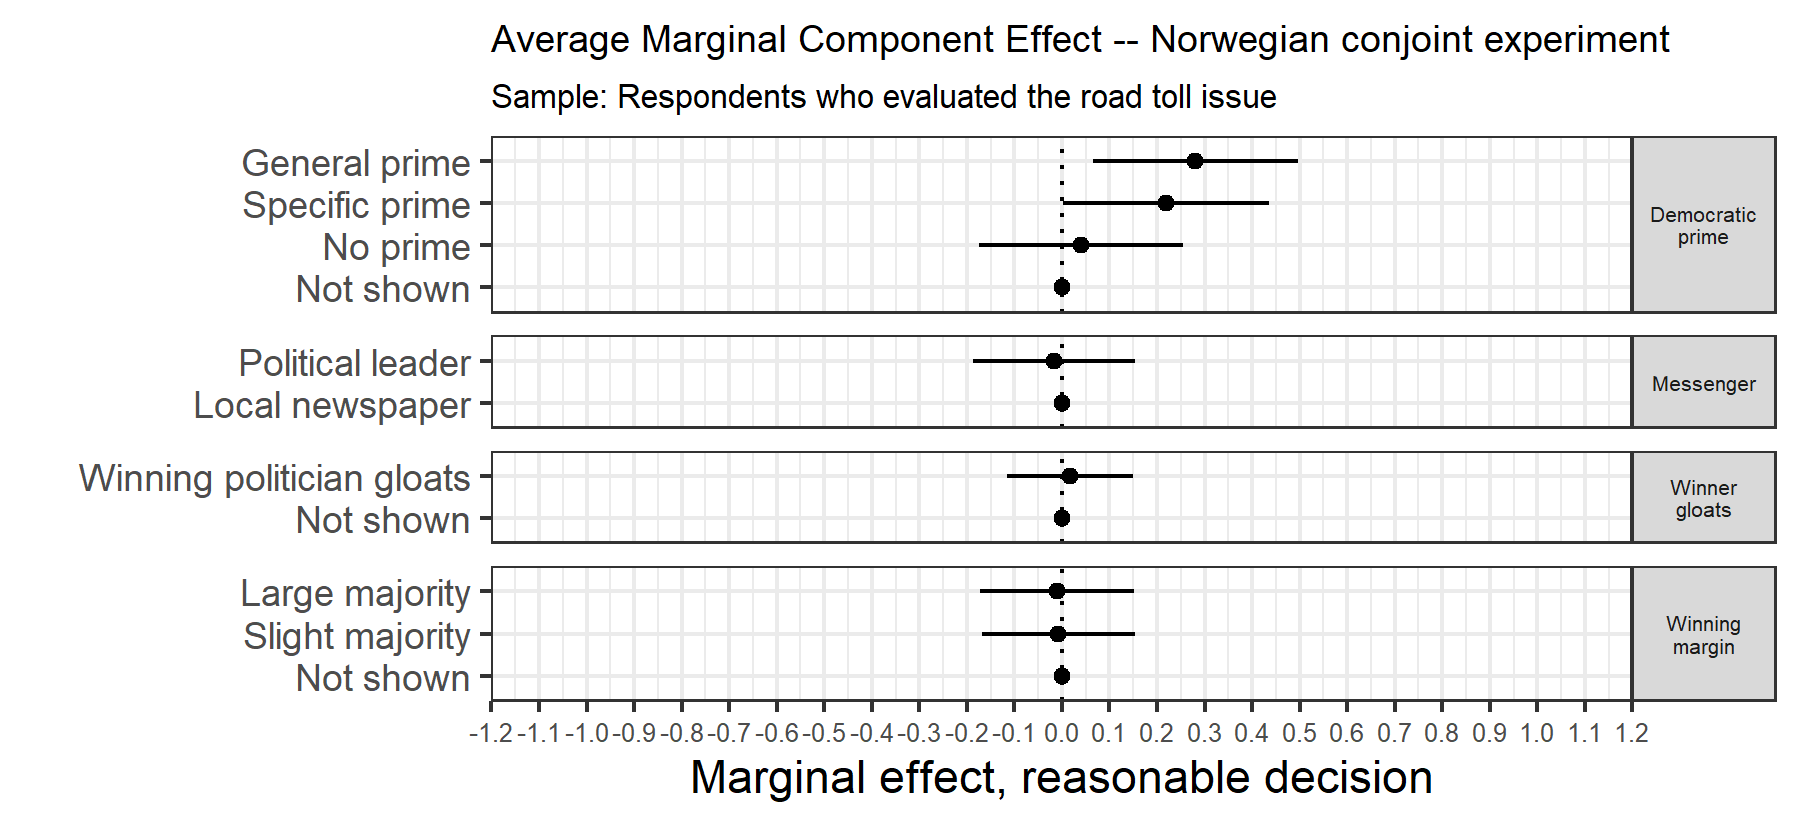 Average Marginal Component Effect -- Norwegian conjoint experiment
Sample: Respondents who evaluated the road toll issue
General prime
Specific prime
No prime
Not shown
Democratic
prime
Political leader
Local newspaper
Messenger
Winning politician gloats
Not shown
Winner
gloats
Large majority
Slight majority
Not shown
Winning
margin
-1.2 -1.1 -1.0 -0.9 -0.8 -0.7 -0.6 -0.5 -0.4 -0.3 -0.2 -0.1 0.0 0.1 0.2 0.3 0.4 0.5 0.6 0.7 0.8 0.9 1.0 1.1 1.2
Marginal effect, reasonable decision